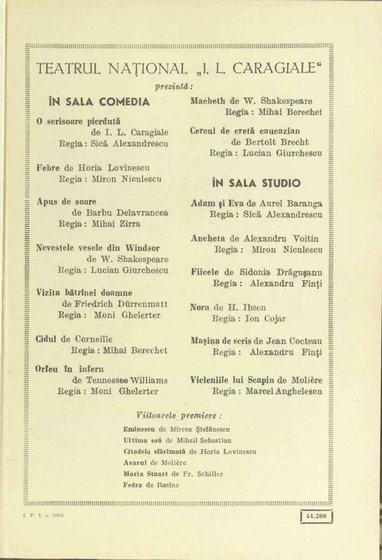 TEATRUL NAȚIONAL „I. L. CARAGIALE“
prezintă :
ÎN SALA COMEDIA
O scrisoare pierdută
de I. L. Caragiale
Regia : Sică Alexandrescu
Febre de Horia Lovinescu
Regia : Miron Niculescu
Apus de soare
de Barbu Delavrancea
Regia : Mihai Zirra
Nevestele vesele din Windsor
de W. Shakespeare
Regia : Lucian Giurchescu
Vizita bătrînei doamne
de Friedrich Dürrenmatt
Regia : Moni Ghelerter
Cidul de Corneille
Regia : Mihai Berechet
Orfeu în infern
de Tennessee Williams
Regia : Moni Ghelerter
Macbeth de W. Shakespeare
Regia : Mihai Berechet
Cercul de cretă caucazian
de Bertolt Brecht
Regia : Lucian Giurchescu
ÎN SALA STUDIO
Adam și Eva de Aurel Baranga
Regia : Sică Alexandrescu
Ancheta de Alexandru Voitin
Regia : Miron Niculescu
Fiicele de Sidonia Drăgușanu
Regia : Alexandru Finți
Nora de H. Ibsen
Regia : Ion Cojar
Mașina de scris de Jean Cocteau
Regia : Alexandru Finți
Vicleniile lui Scapin de Molière
Regia : Marcel Anghelescu
Viitoarele premiere :
Eminescu de Mircea Ștefănescu
Ultima oră de Mihail Sebastian
Citadela sfărîmată de Horia Lovinescu
Avarul de Molière
Maria Stuart de Fr. Schiller
Fedra de Racine
I. P. 1. c.
44.200